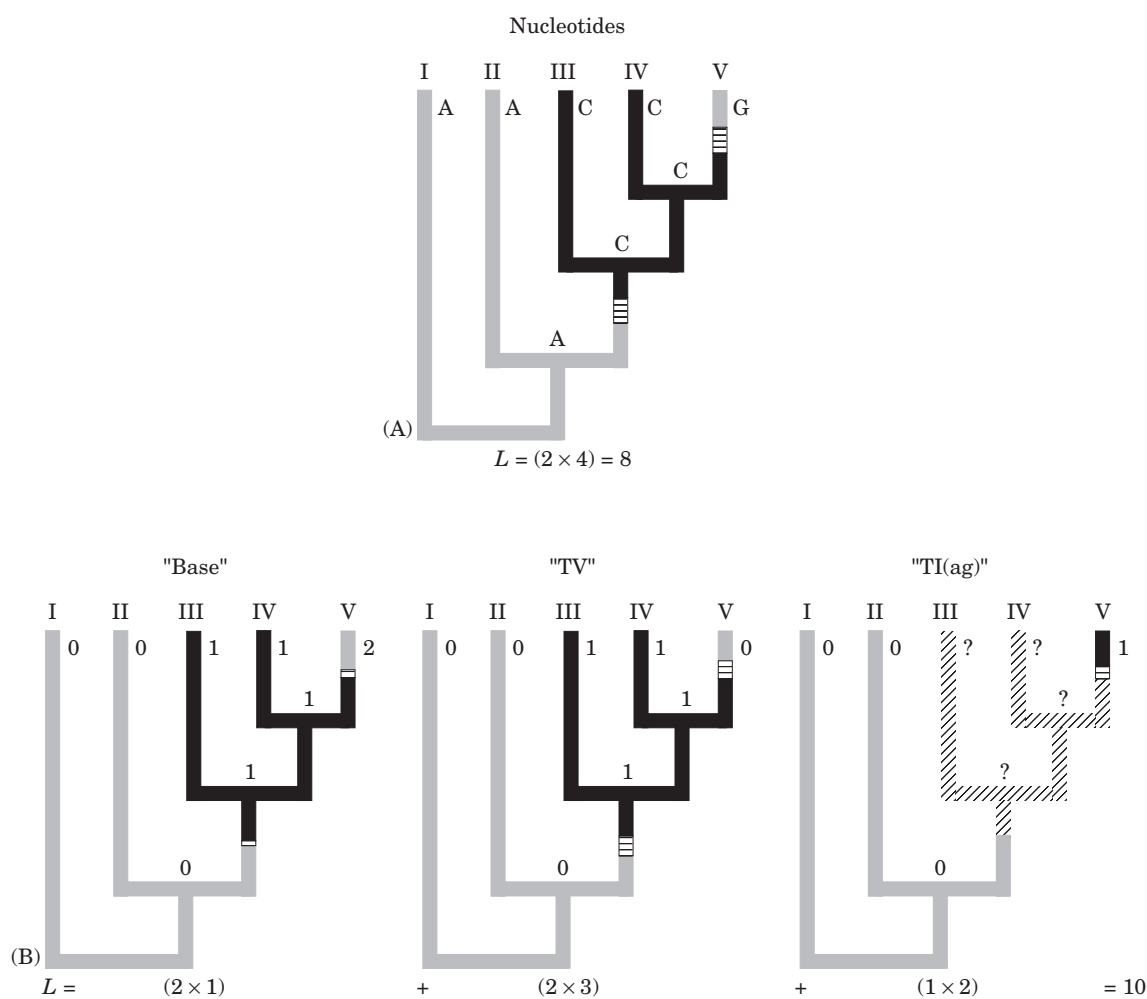 Nucleotides
I II III IV V
A A C C G
C
C
A
(A)
L = (2 × 4) = 8
"Base" "TV" "TI(ag)"
I II III IV V I II III IV V I II III IV V
0 0 1 1 2 0 0 1 1 0 0 0 ? ? 1
1 1 ?
1 1 ?
0 0 0
(B)
L = (2 × 1) + (2 × 3) + (1 × 2) = 10